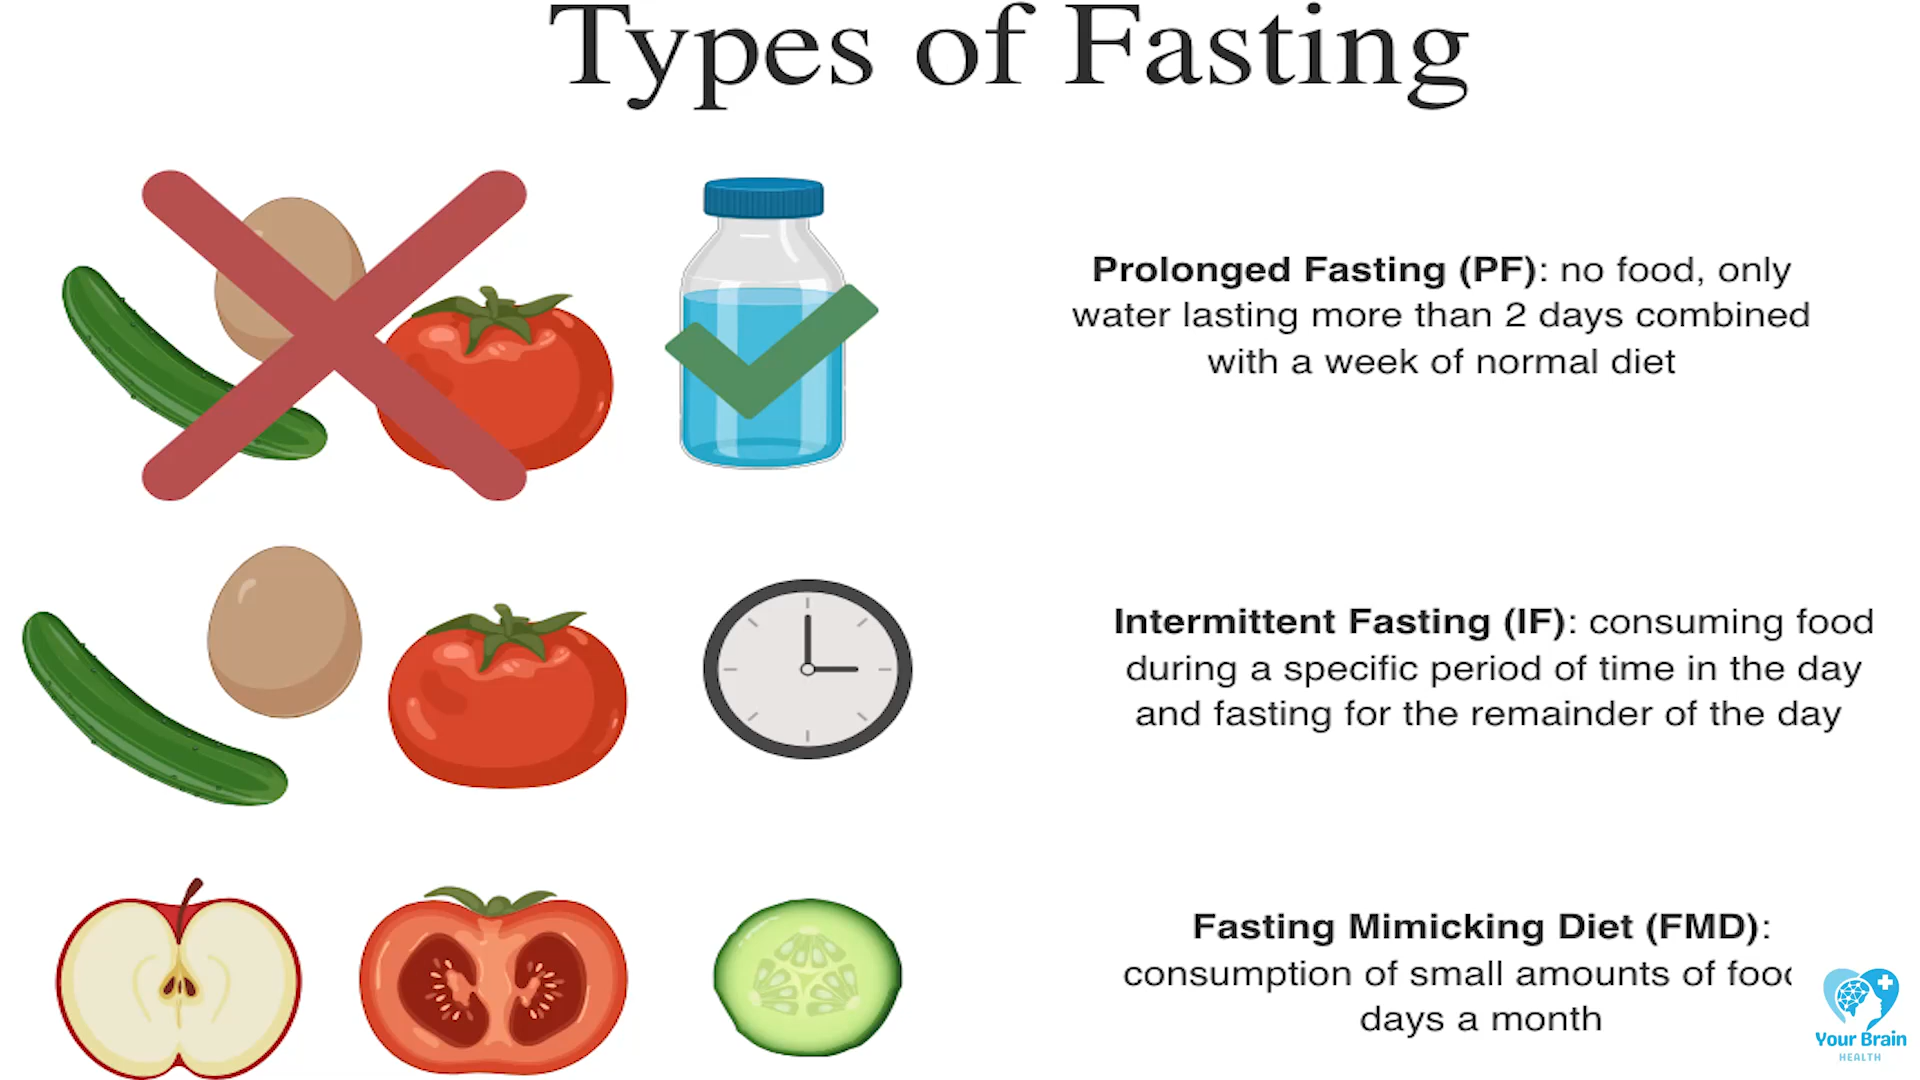 Types of Fasting
Prolonged Fasting (PF): no food, only
water lasting more than 2 days combined
with a week of normal diet
Intermittent Fasting (IF): consuming food
during a specific period of time in the day
and fasting for the remainder of the day
Fasting Mimicking Diet (FMD):
consumption of small amounts of
days a month
Your Brain
HEALTH